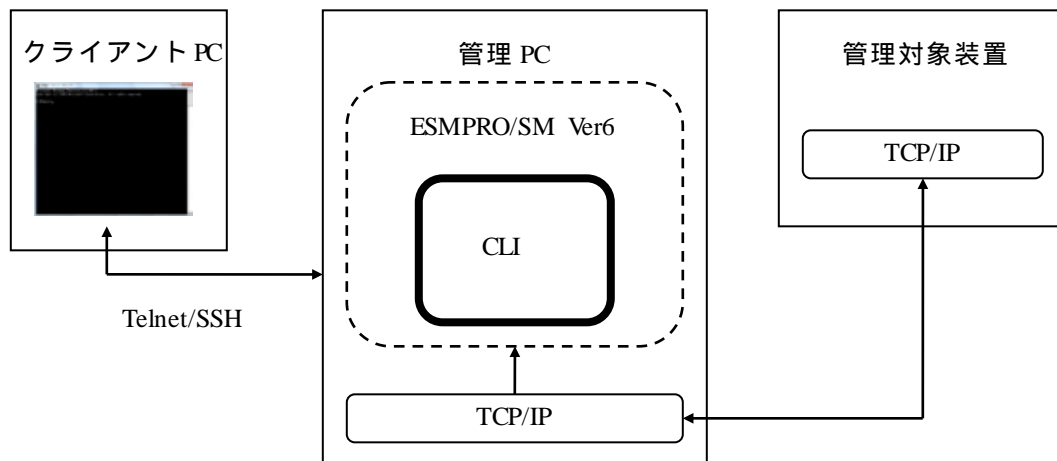 クライアント PC
管理 PC
管理対象装置
ESMPRO/SM Ver6
TCP/IP
CLI
Telnet/SSH
TCP/IP